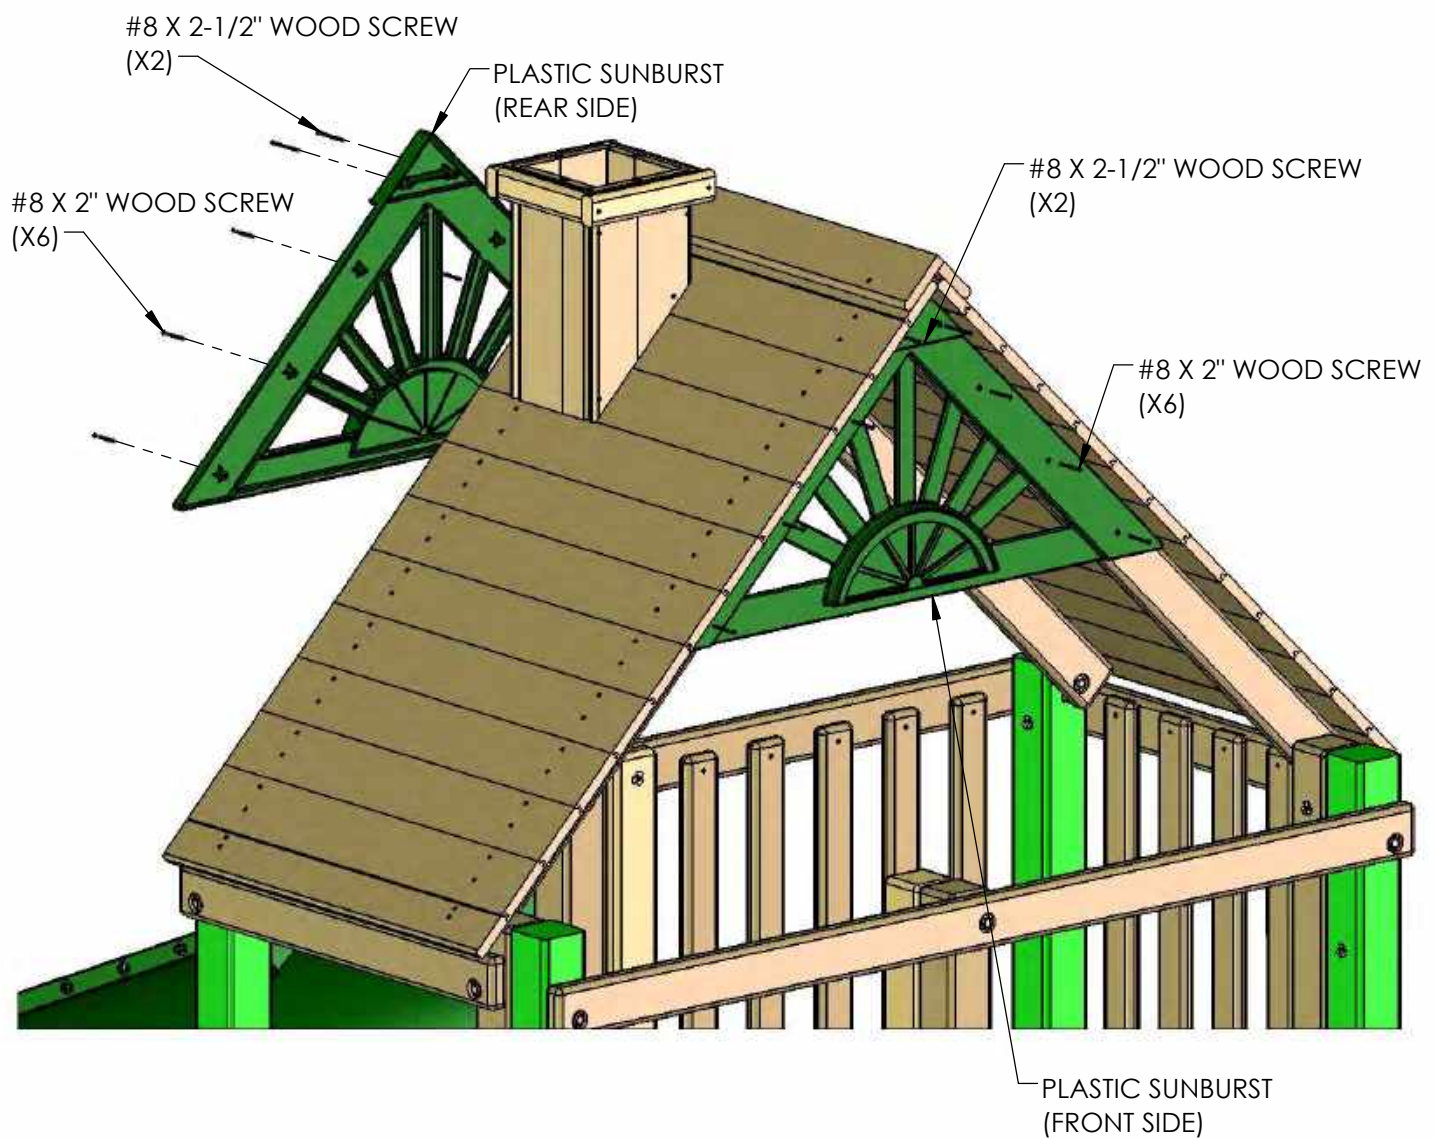 #8 X 2-1/2" WOOD SCREW
(X2)
PLASTIC SUNBURST
(REAR SIDE)
#8 X 2-1/2" WOOD SCREW
(X2)
#8 X 2" WOOD SCREW
(X6)
#8 X 2" WOOD SCREW
(X6)
PLASTIC SUNBURST
(FRONT SIDE)